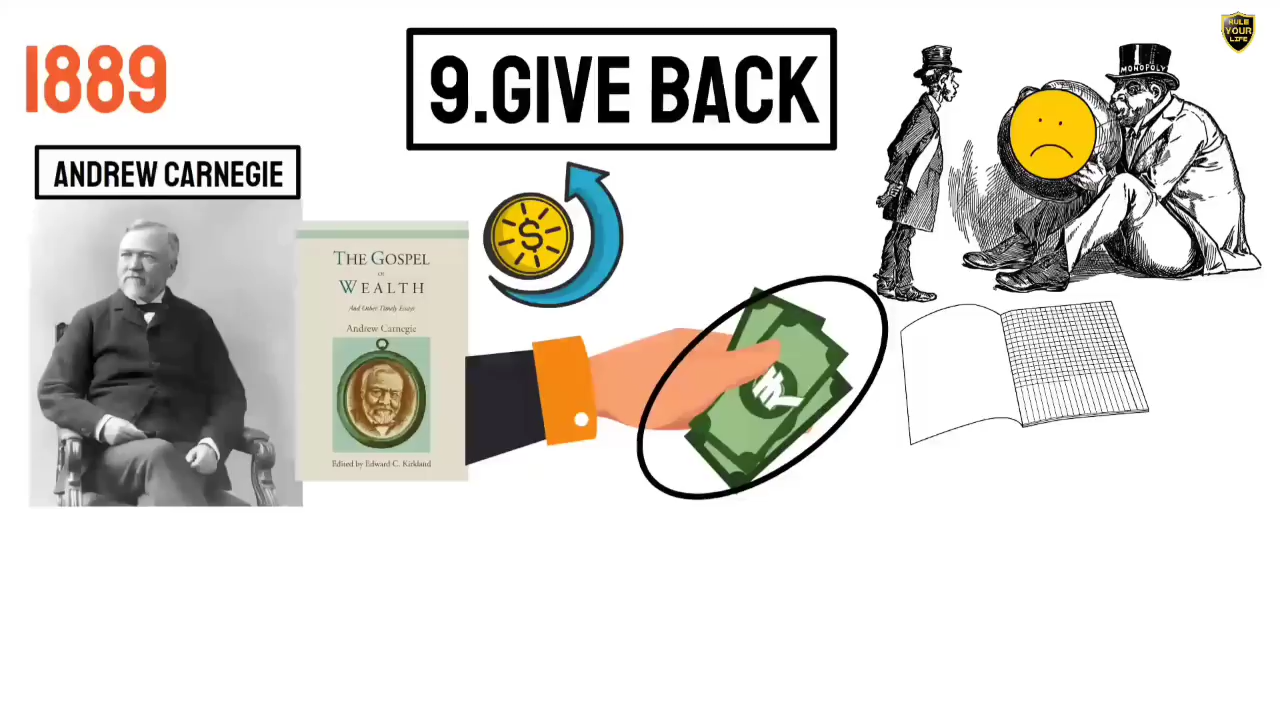 1889
9.GIVE BACK
RULE
YOUR
LIFE
MONOPOLY
ANDREW CARNEGIE
THE GOSPEL
OF
WEALTH
And Other Timely Essays
Andrew Carnegie
Edited by Edward C. Kirkland
$